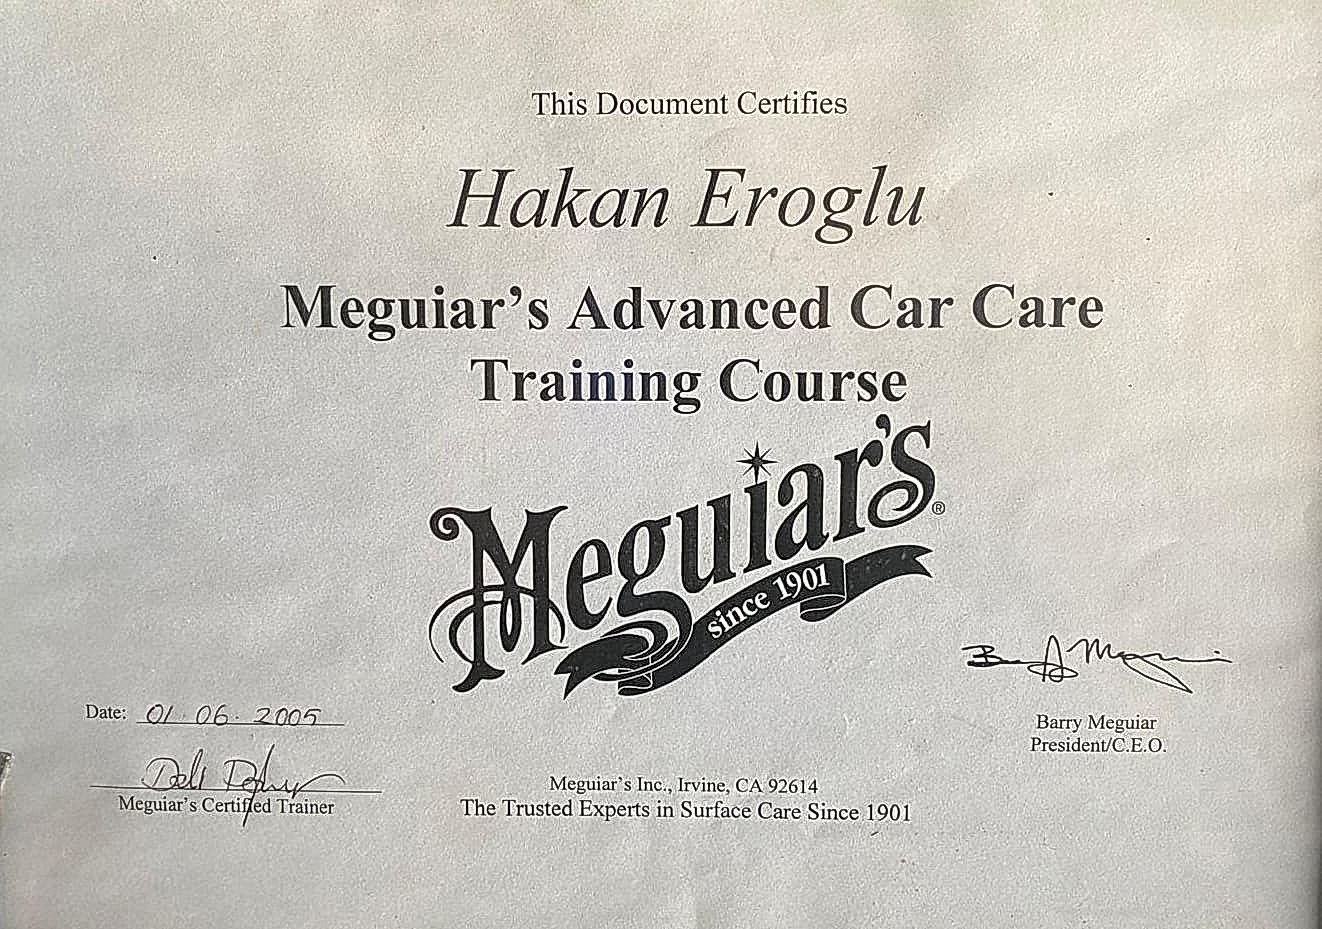 This Document Certifies
Hakan Eroglu
Meguiar's Advanced Car Care
Training Course
Meguiar's®
since 1901
Date: 01.06.2005
Meguiar's Certified Trainer
Barry Meguiar
President/C.E.O.
Meguiar's Inc., Irvine, CA 92614
The Trusted Experts in Surface Care Since 1901